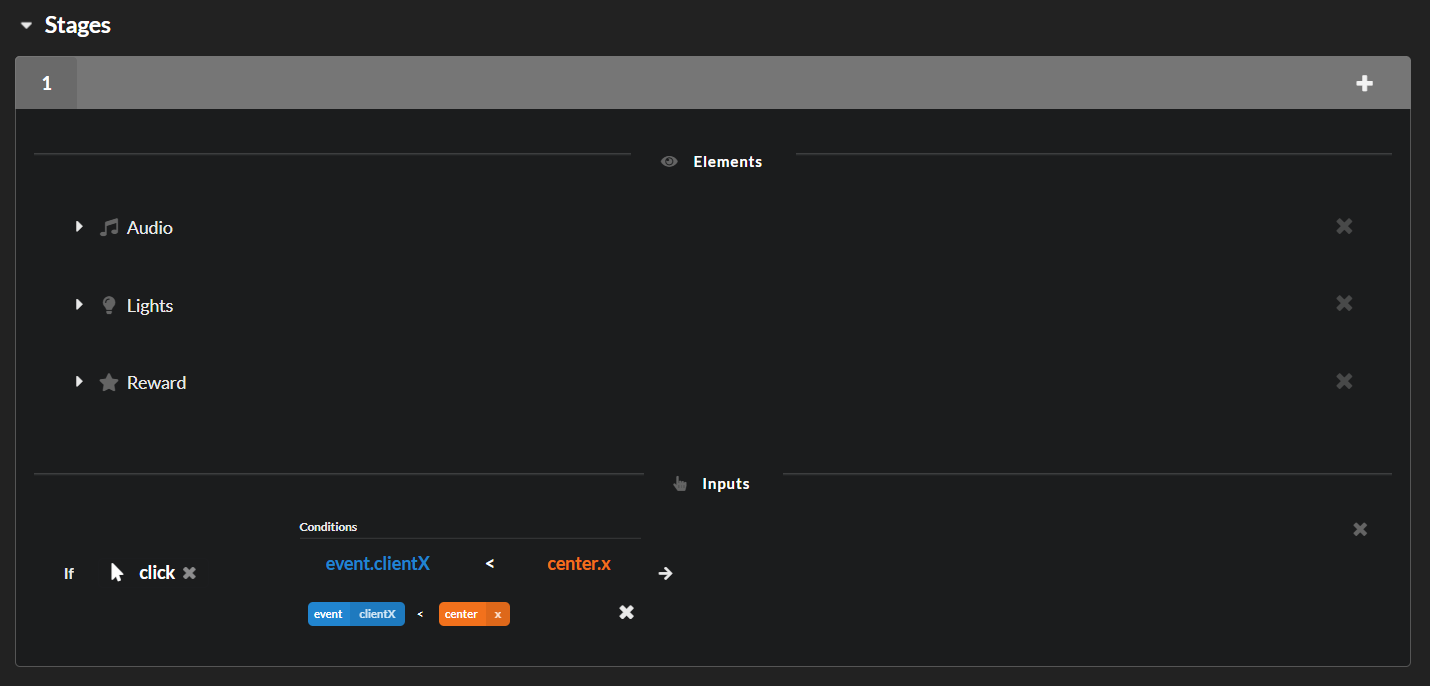 Stages
1
Elements
Audio
Lights
Reward
Inputs
Conditions
event.clientX < center.x
If click
event clientX < center x